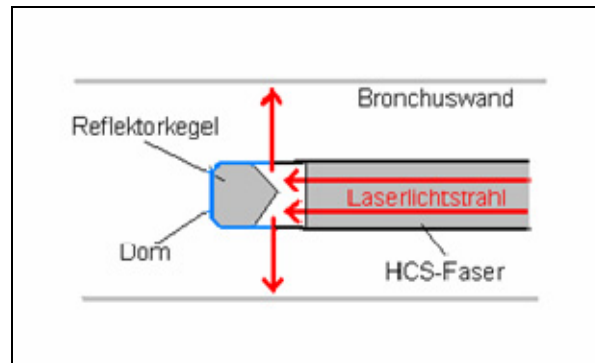 Bronchuswand
Reflektorkegel
Laserlichtstrahl
Dom
HCS-Faser